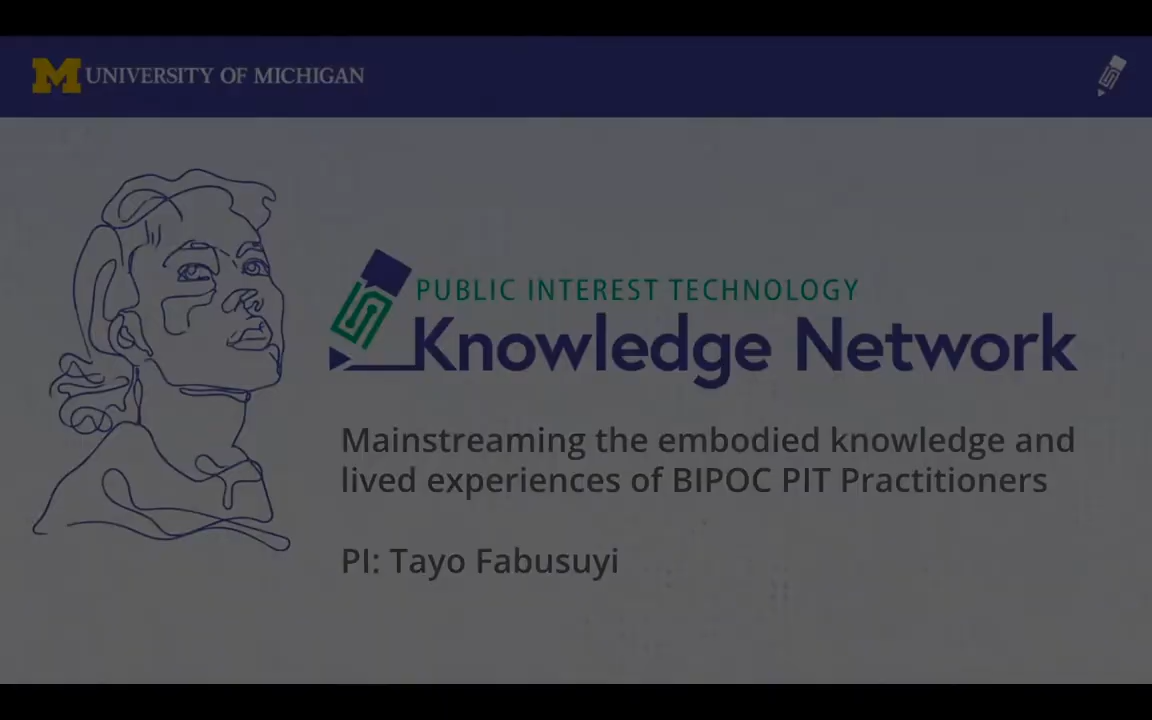 M UNIVERSITY OF MICHIGAN
PUBLIC INTEREST TECHNOLOGY
Knowledge Network
Mainstreaming the embodied knowledge and
lived experiences of BIPOC PIT Practitioners
PI: Tayo Fabusuyi